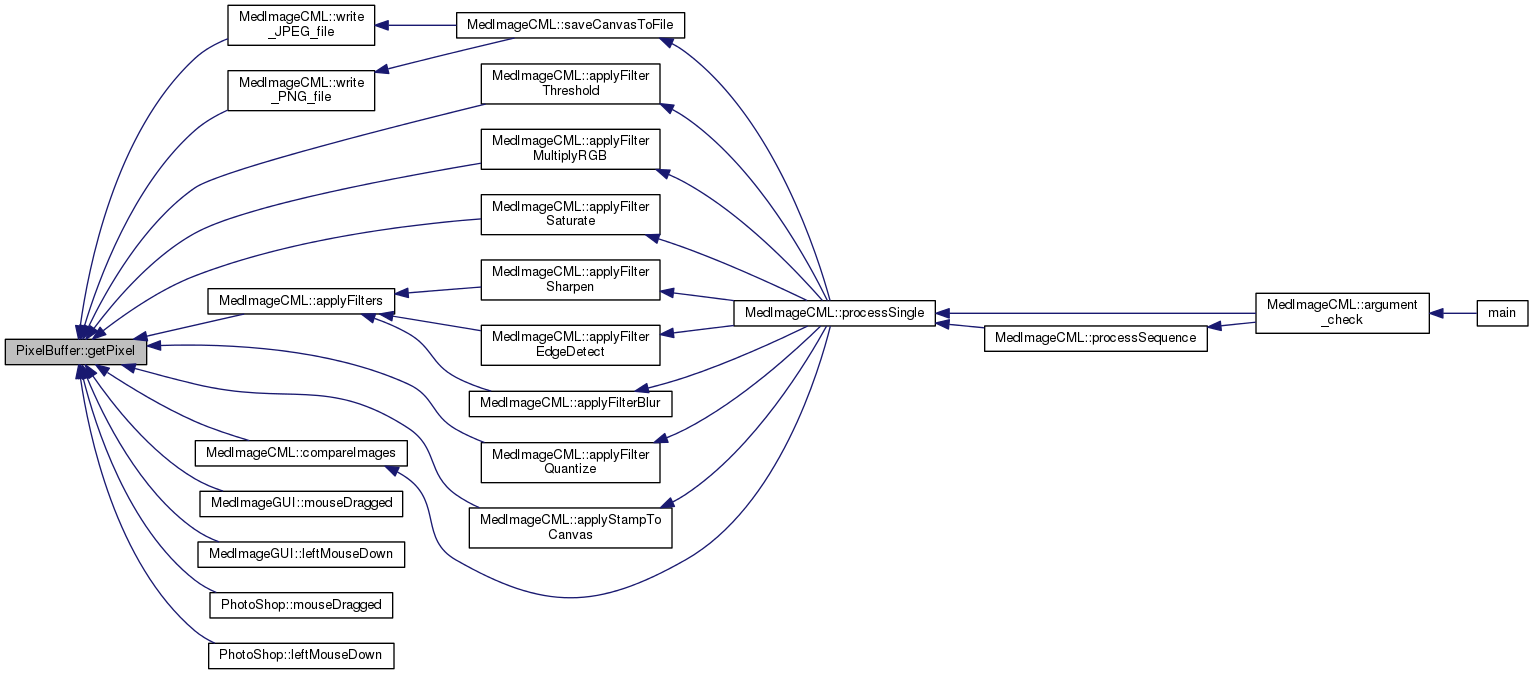 MedImageCML::write
_JPEG_file
MedImageCML::saveCanvasToFile
MedImageCML::write
_PNG_file
MedImageCML::applyFilter
Threshold
MedImageCML::applyFilter
MultiplyRGB
MedImageCML::applyFilter
Saturate
MedImageCML::applyFilters
MedImageCML::applyFilter
Sharpen
MedImageCML::applyFilter
EdgeDetect
MedImageCML::applyFilterBlur
PixelBuffer::getPixel
MedImageCML::processSingle
MedImageCML::processSequence
MedImageCML::argument
_check
main
MedImageCML::compareImages
MedImageCML::applyFilter
Quantize
MedImageGUI::mouseDragged
MedImageCML::applyStampTo
Canvas
MedImageGUI::leftMouseDown
PhotoShop::mouseDragged
PhotoShop::leftMouseDown